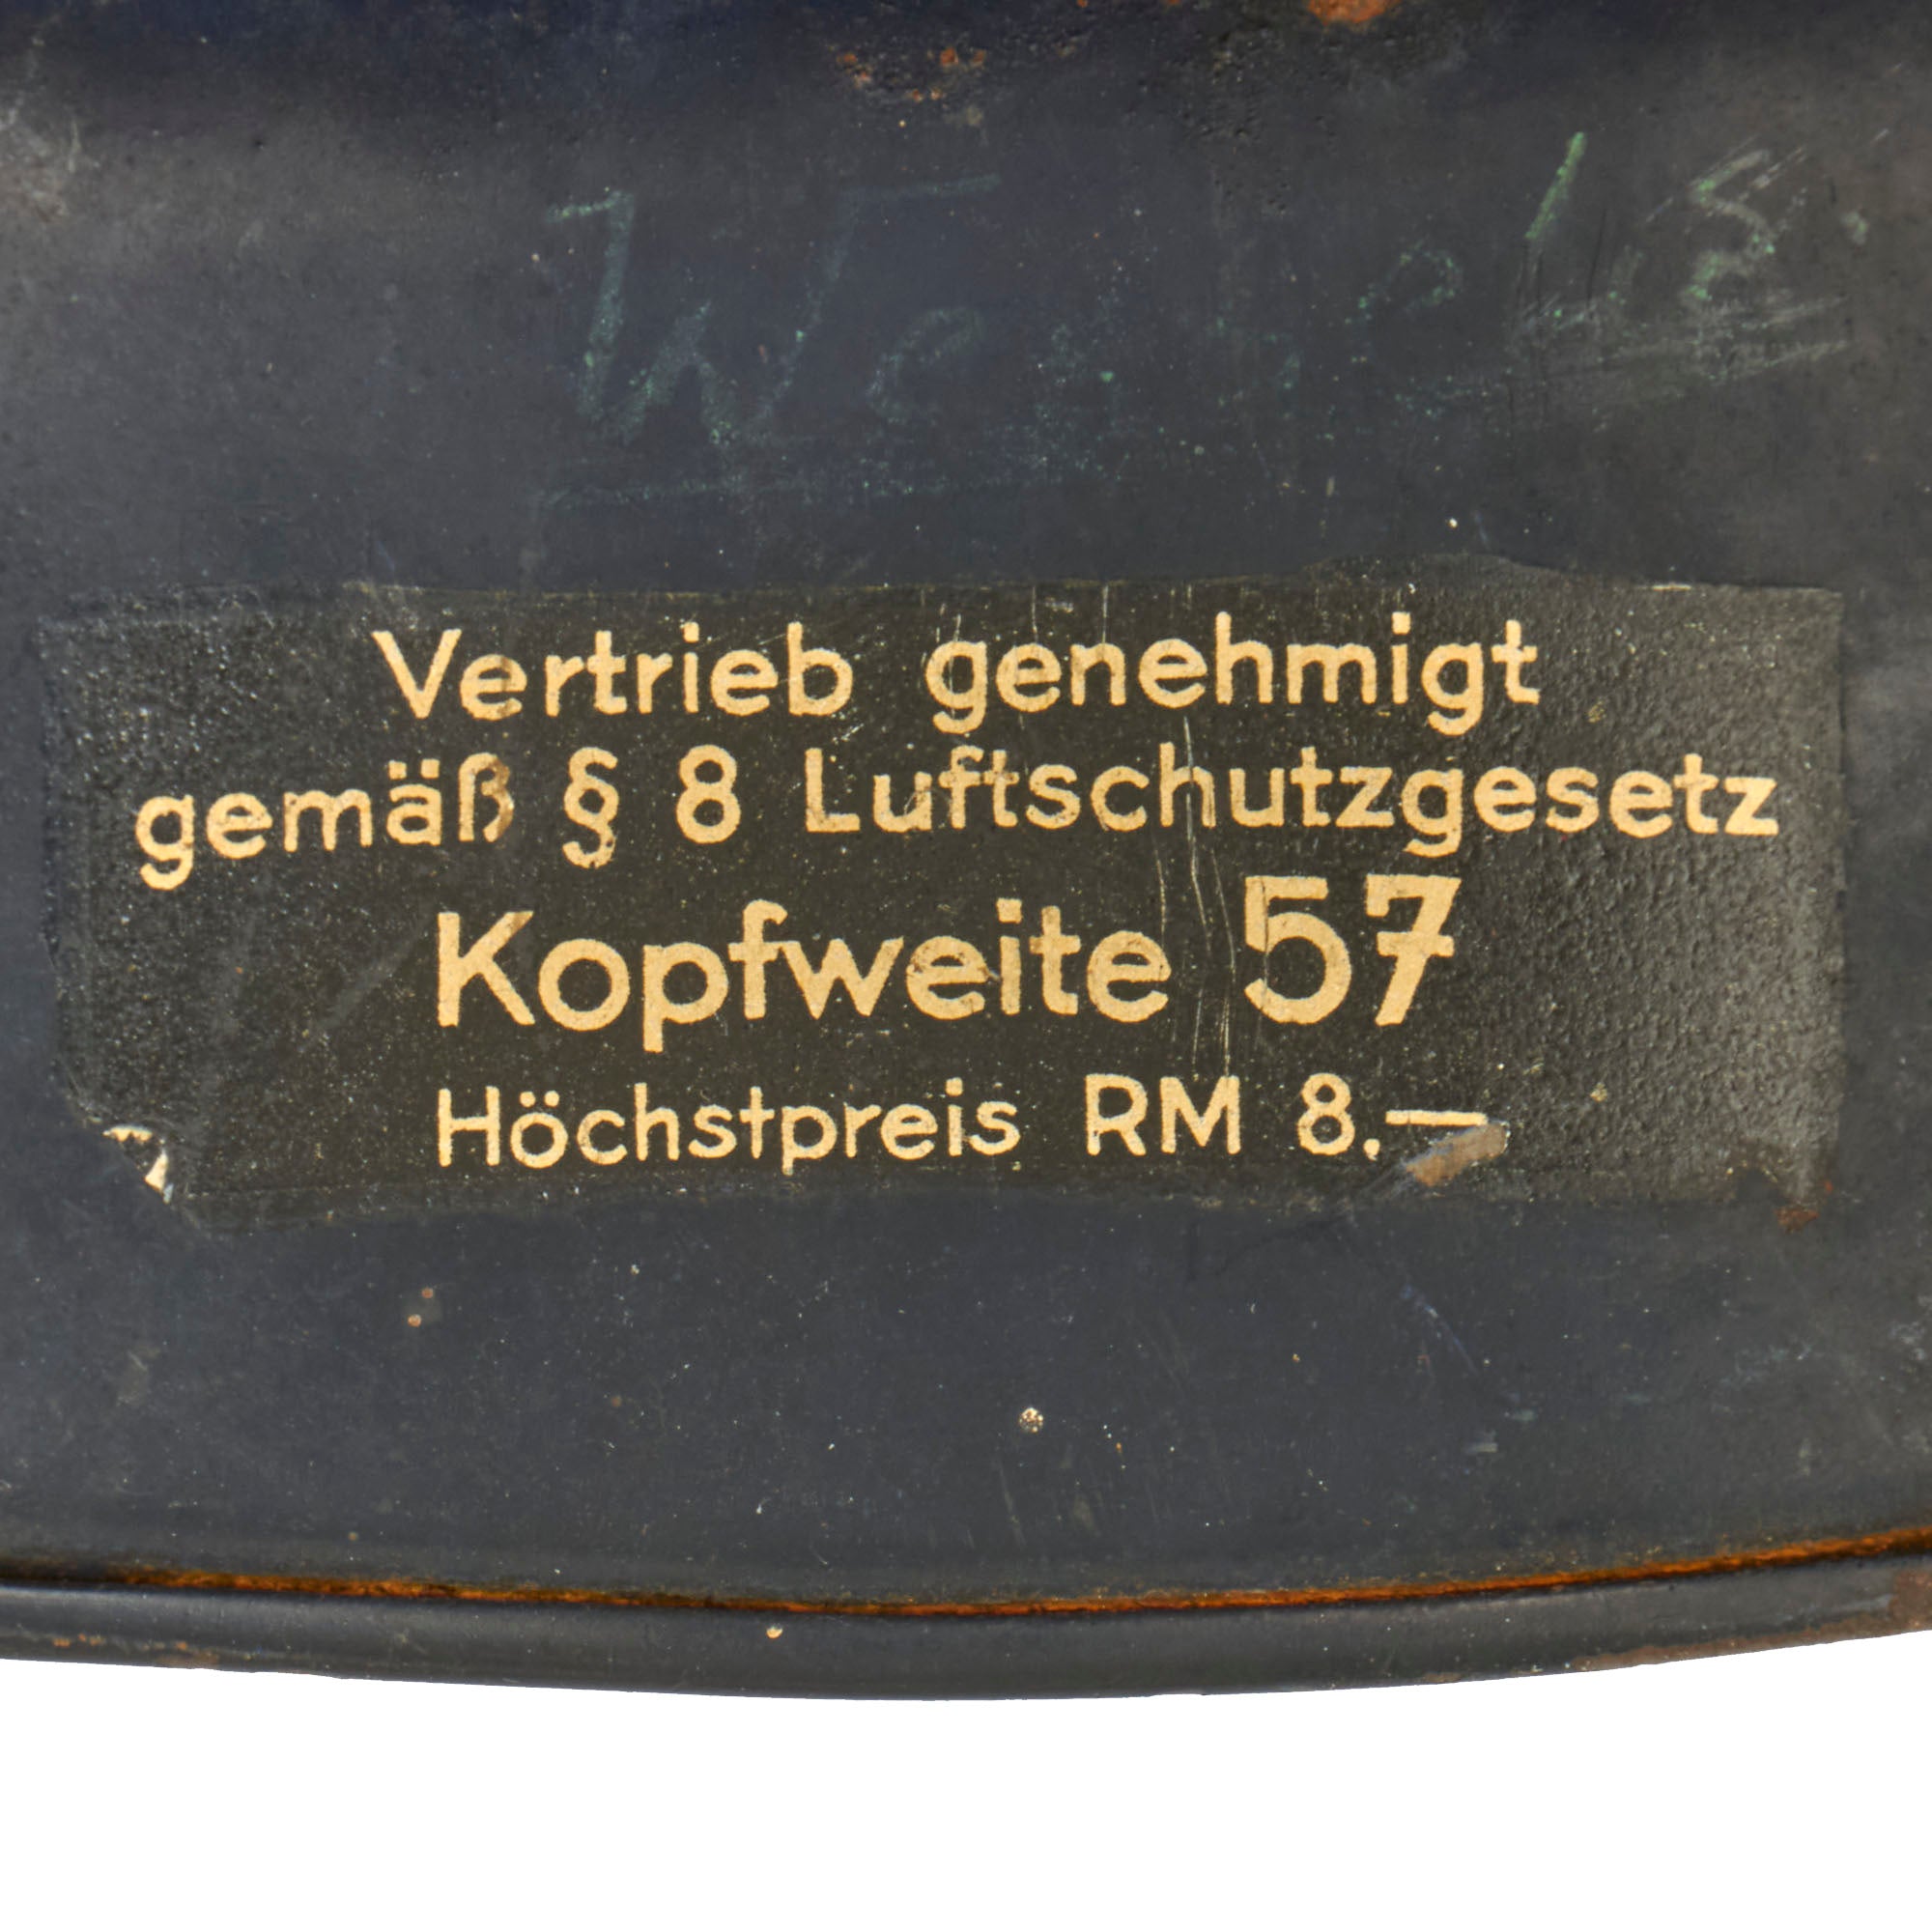 Vertrieb genehmigt
gemäß § 8 Luftschutzgesetz
Kopfweite 57
Höchstpreis RM 8.—